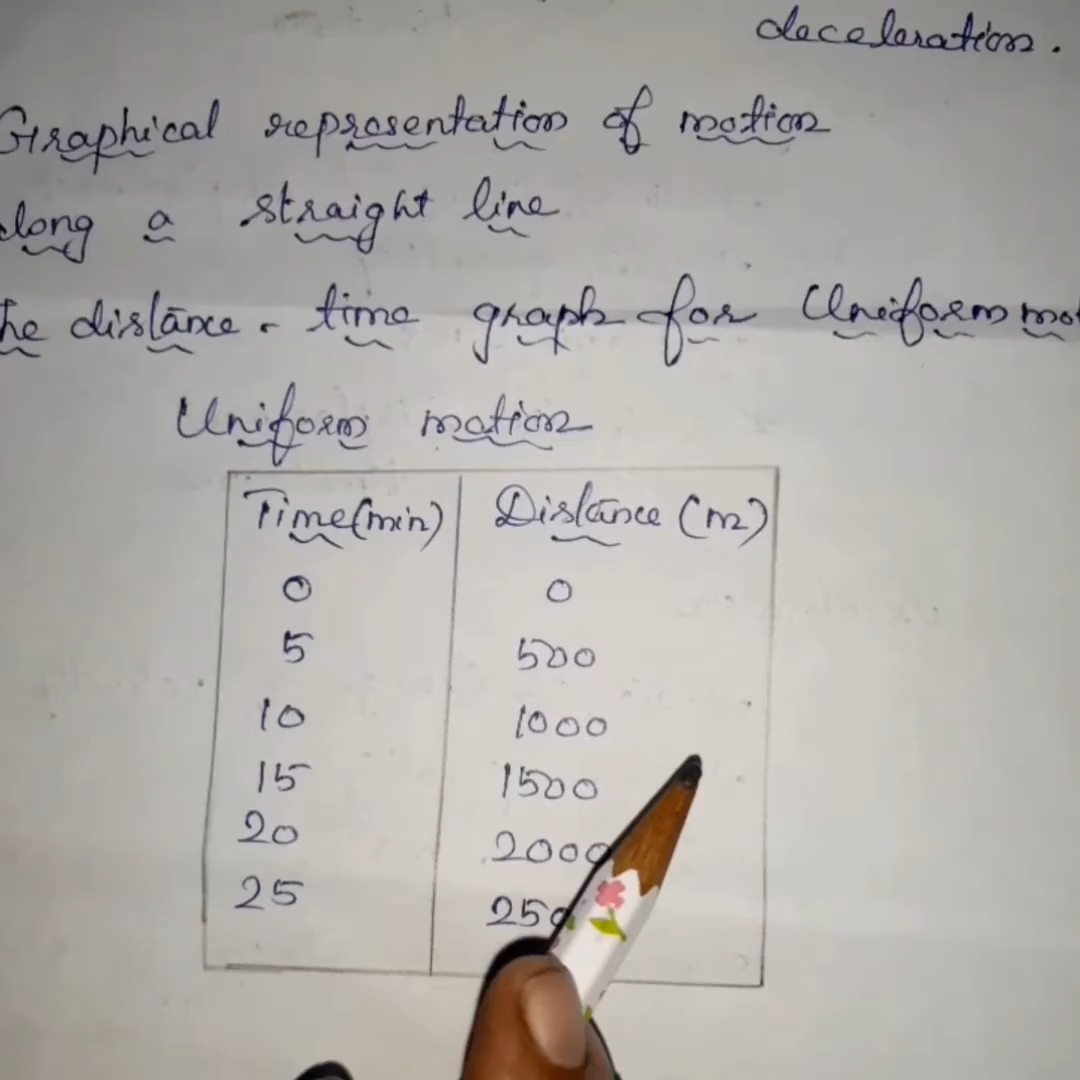 deceleration.
Graphical representation of motion
along a straight line
The distance - time graph for Uniform
Uniform motion
Time(min) Distance (m)
0 0
5 500
10 1000
15 1500
20 2000
25